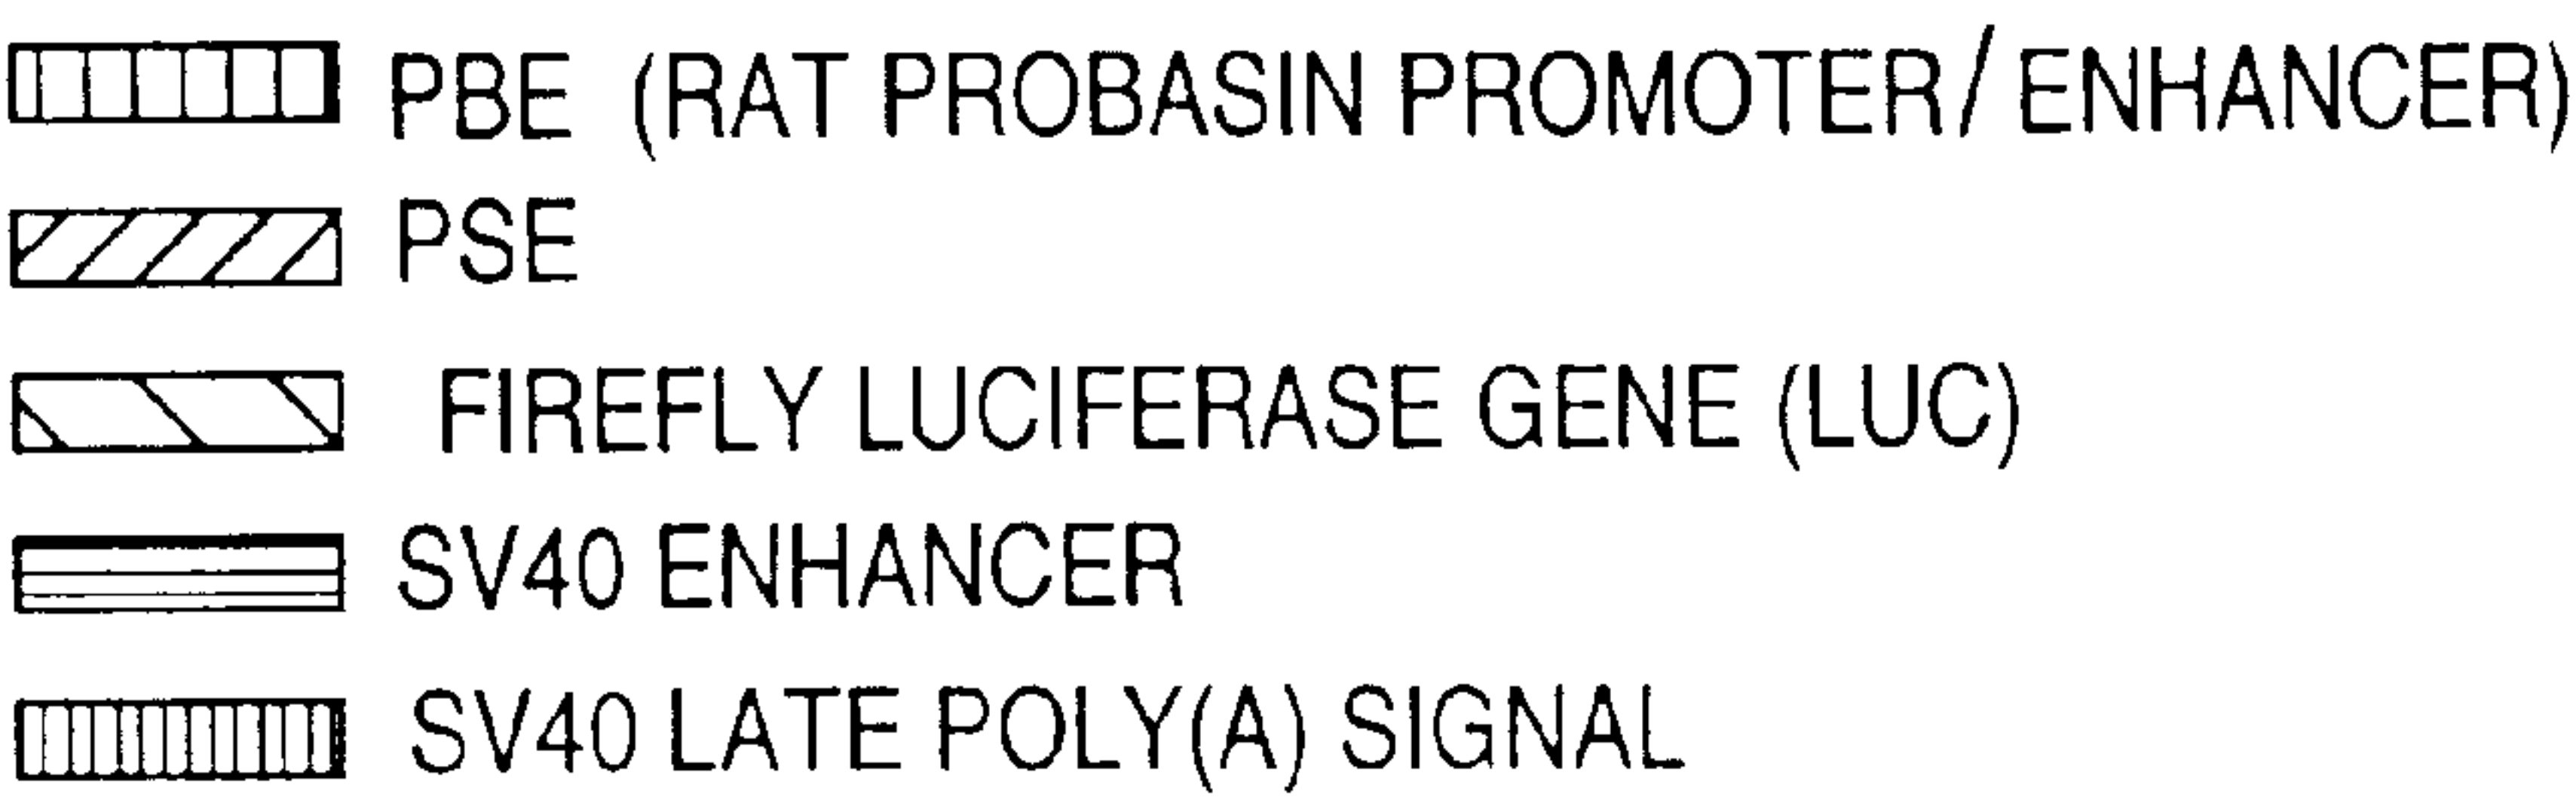 PBE (RAT PROBASIN PROMOTER/ENHANCER)
PSE
FIREFLY LUCIFERASE GENE (LUC)
SV40 ENHANCER
SV40 LATE POLY(A) SIGNAL